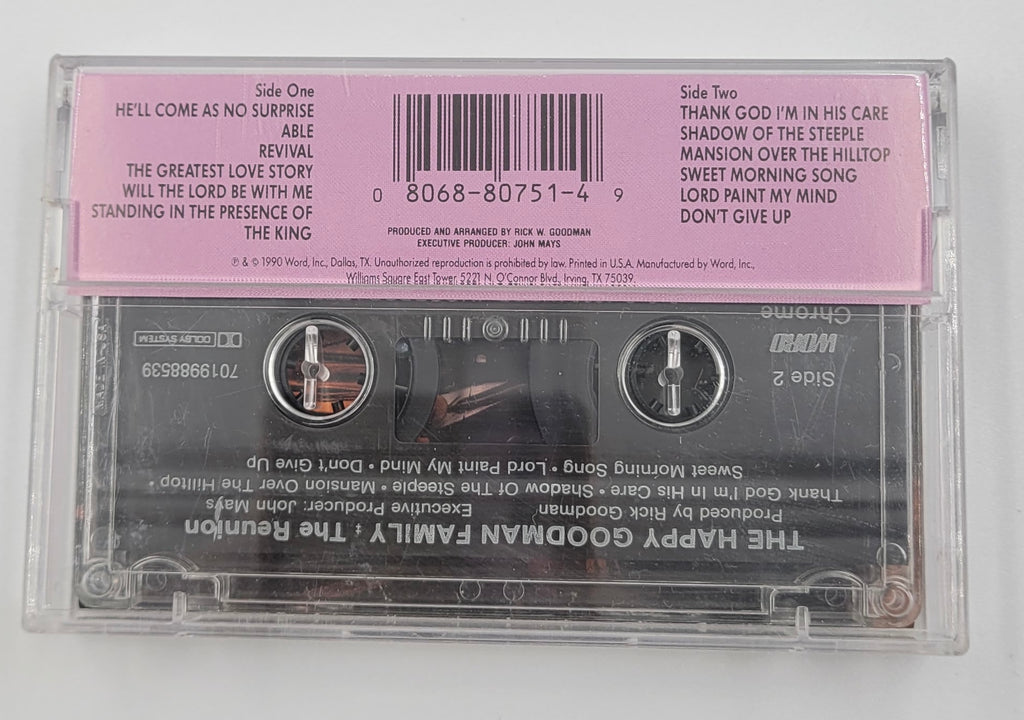 Side One
HE'LL COME AS NO SURPRISE
ABLE
REVIVAL
THE GREATEST LOVE STORY
WILL THE LORD BE WITH ME
STANDING IN THE PRESENCE OF
THE KING
0 8068-80751-4 9
PRODUCED AND ARRANGED BY RICK W. GOODMAN
EXECUTIVE PRODUCER: JOHN MAYS
Side Two
THANK GOD I'M IN HIS CARE
SHADOW OF THE STEEPLE
MANSION OVER THE HILLTOP
SWEET MORNING SONG
LORD PAINT MY MIND
DON'T GIVE UP
℗ & © 1990 Word, Inc., Dallas, TX. Unauthorized reproduction is prohibited by law. Printed in U.S.A. Manufactured by Word, Inc.,
Williams Square East Tower, 5221 N. O'Connor Blvd., Irving, TX 75039.
THE HAPPY GOODMAN FAMILY : The Reunion
Produced by Rick Goodman Executive Producer: John Mays
Thank God I'm In His Care • Shadow Of The Steeple • Mansion Over The Hilltop •
Sweet Morning Song • Lord Paint My Mind • Don't Give Up
Side 2
7019988539
WORD
DOLBY SYSTEM
Chrome